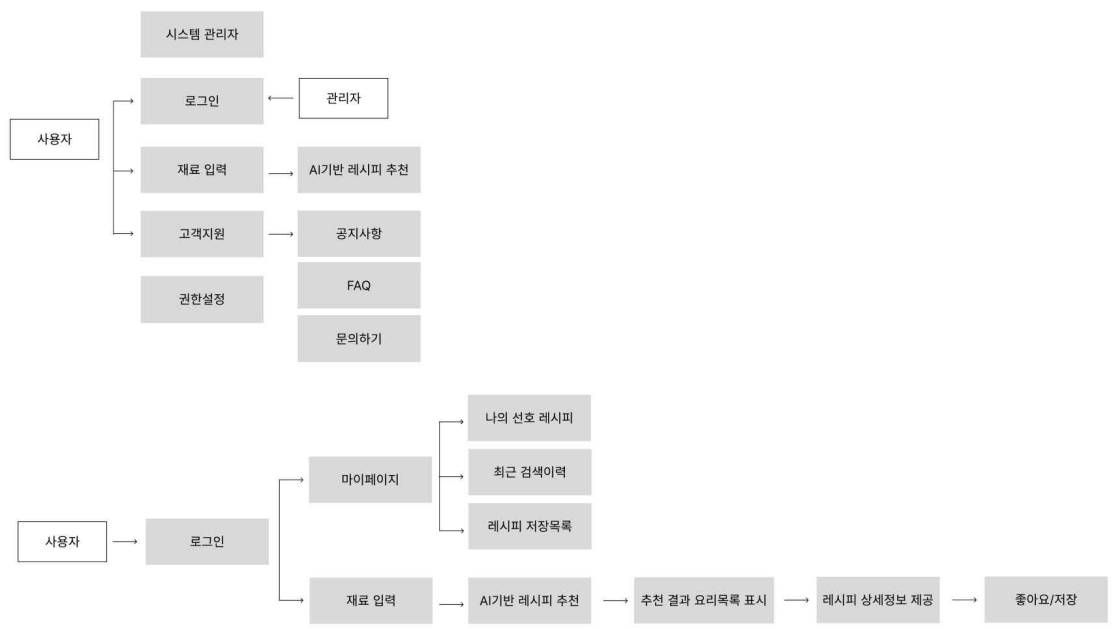 시스템 관리자
로그인
관리자
사용자
재료 입력
AI기반 레시피 추천
고객지원
공지사항
FAQ
권한설정
문의하기
나의 선호 레시피
마이페이지
최근 검색이력
레시피 저장목록
사용자
로그인
재료 입력
AI기반 레시피 추천
추천 결과 요리목록 표시
레시피 상세정보 제공
좋아요/저장